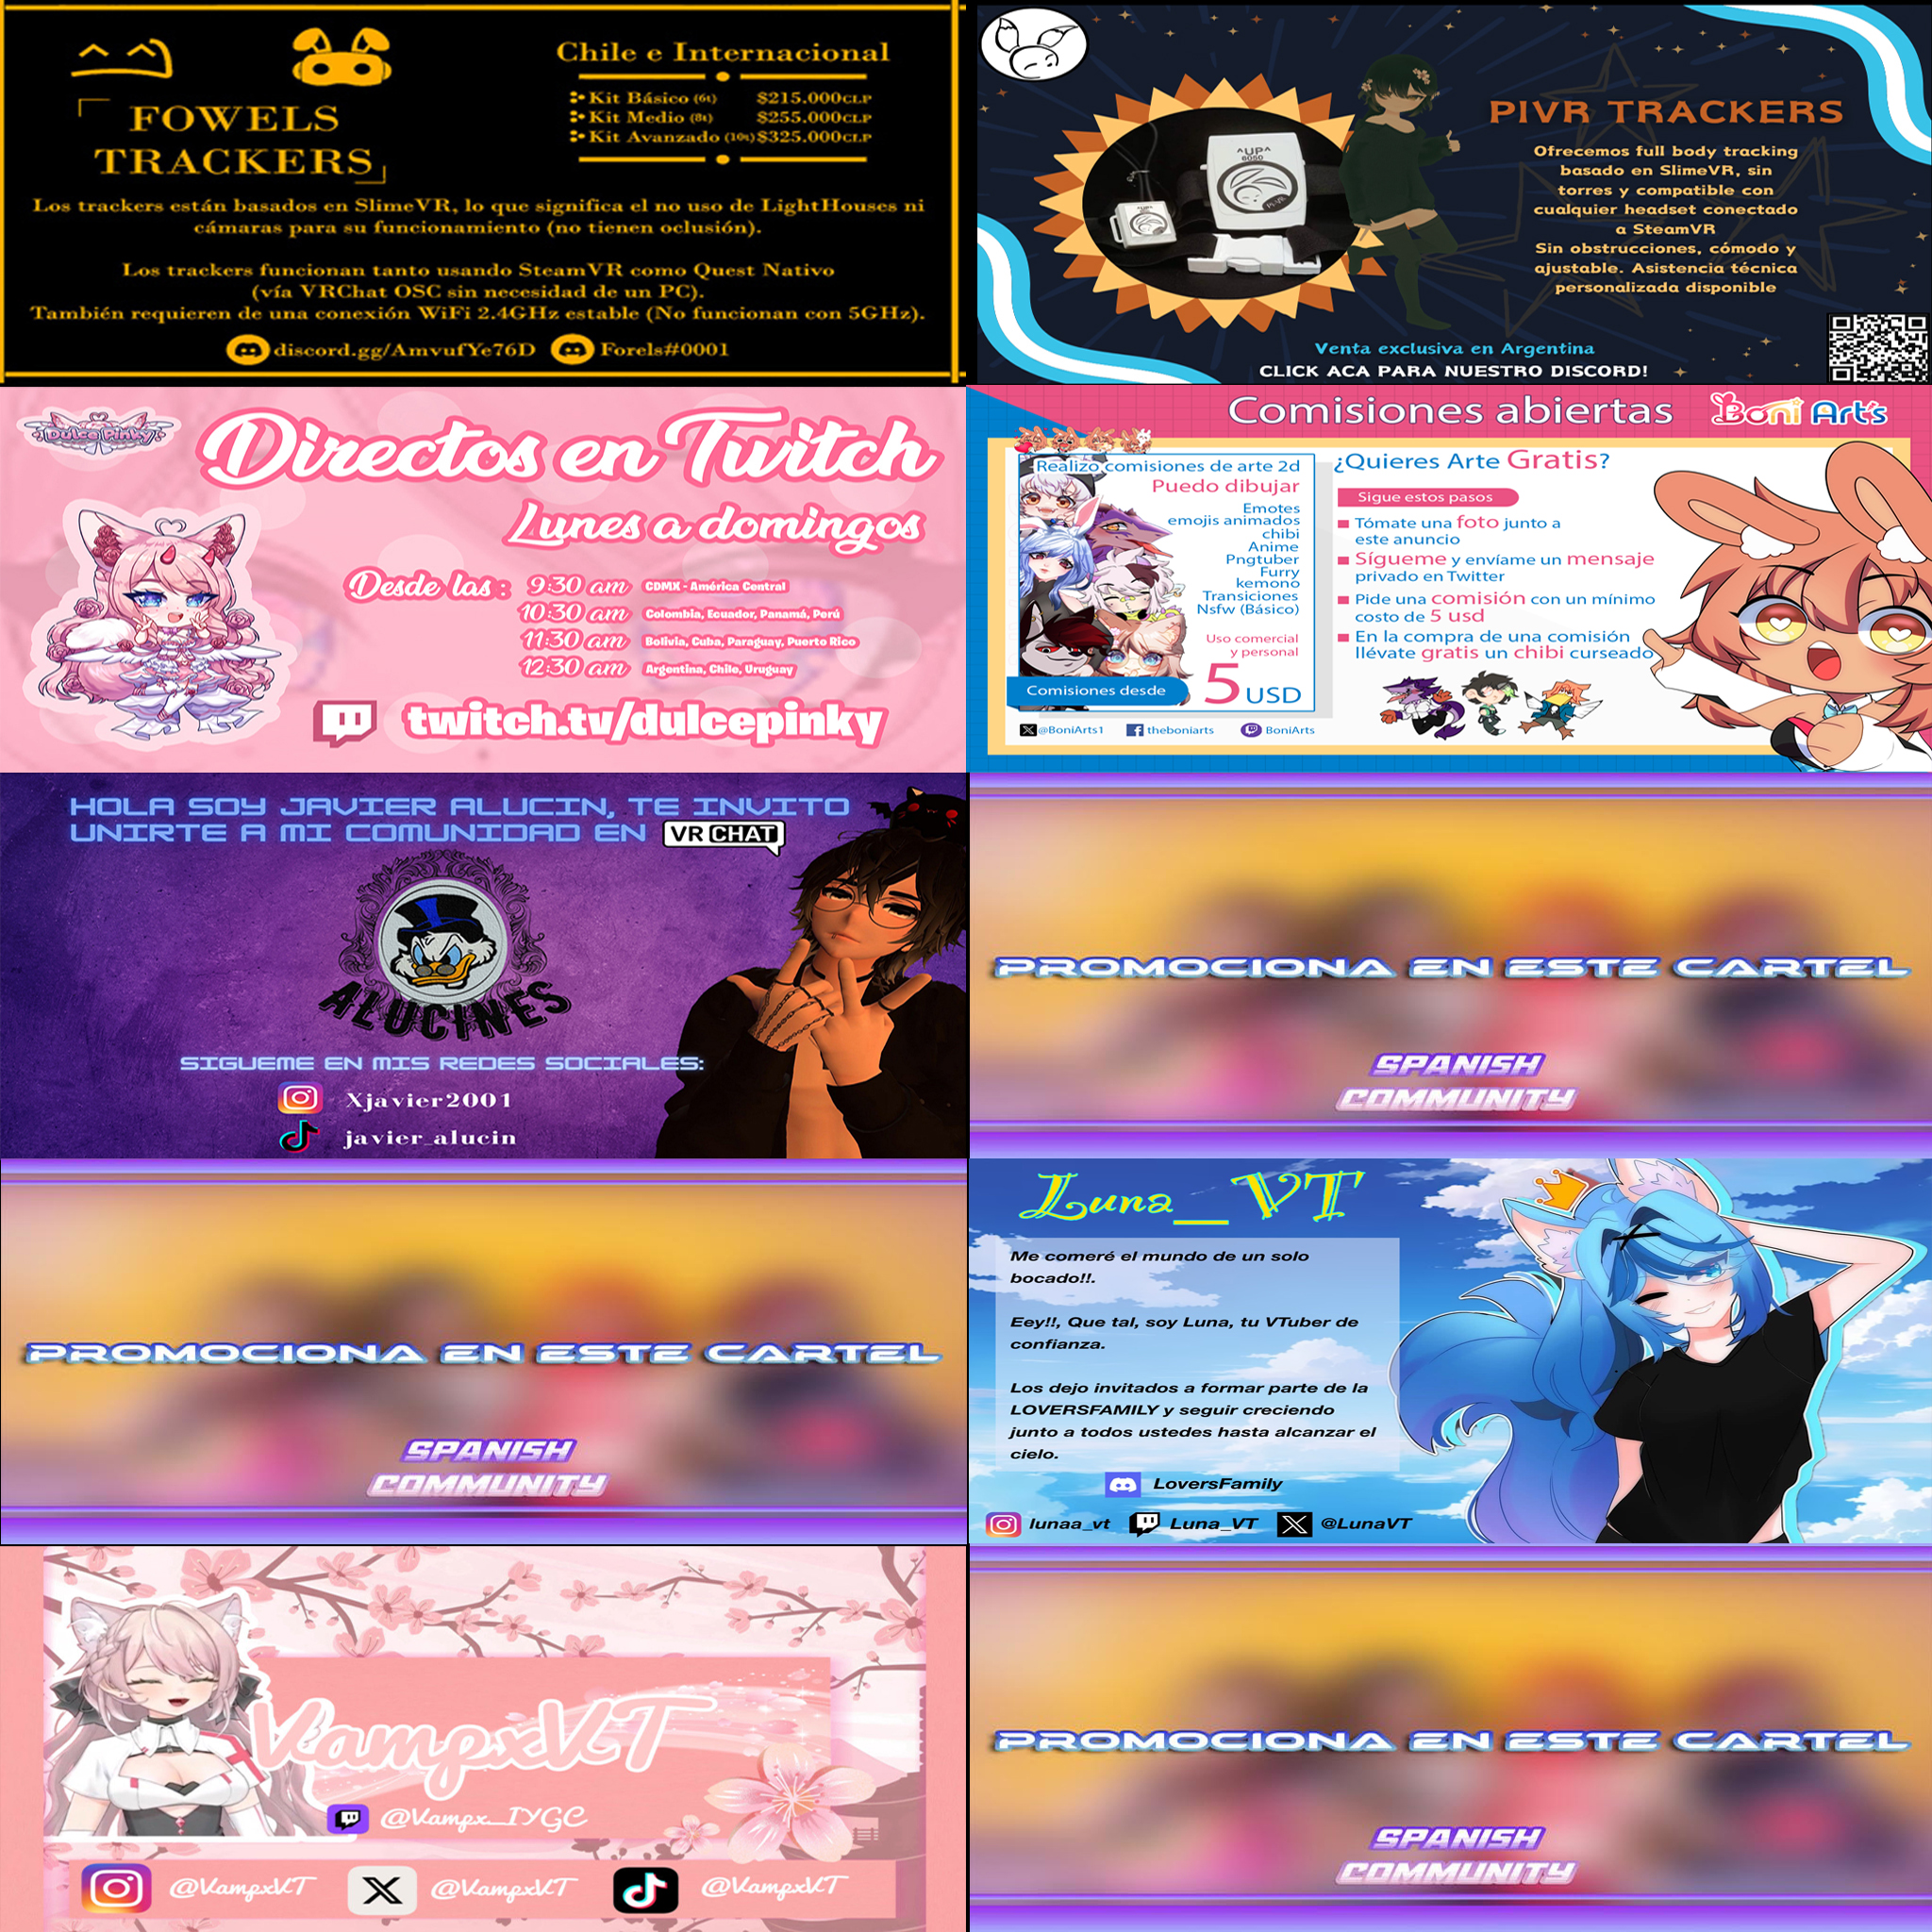 FOWELS
TRACKERS
Chile e Internacional
Kit Básico (6t) $215.000CLP
Kit Medio (8t) $255.000CLP
Kit Avanzado (10t) $325.000CLP
Los trackers están basados en SlimeVR, lo que significa el no uso de LightHouses ni
cámaras para su funcionamiento (no tienen oclusión).
Los trackers funcionan tanto usando SteamVR como Quest Nativo
(vía VRChat OSC sin necesidad de un PC).
También requieren de una conexión WiFi 2.4GHz estable (No funcionan con 5GHz).
discord.gg/AmvufYe76D Forels#0001
^UP^
6050
PI-VR
PIVR TRACKERS
Ofrecemos full body tracking
basado en SlimeVR, sin
torres y compatible con
cualquier headset conectado
a SteamVR
Sin obstrucciones, cómodo y
ajustable. Asistencia técnica
personalizada disponible
Venta exclusiva en Argentina
CLICK ACA PARA NUESTRO DISCORD!
Dulce Pinky
Directos en Twitch
Lunes a domingos
Desde las: 9:30 am CDMX - América Central
10:30 am Colombia, Ecuador, Panamá, Perú
11:30 am Bolivia, Cuba, Paraguay, Puerto Rico
12:30 am Argentina, Chile, Uruguay
twitch.tv/dulcepinky
Comisiones abiertas
Boni Art's
Realizo comisiones de arte 2d
Puedo dibujar
Emotes
emojis animados
chibi
Anime
Pngtuber
Furry
kemono
Transiciones
Nsfw (Básico)
Uso comercial
y personal
Comisiones desde
5 USD
¿Quieres Arte Gratis?
Sigue estos pasos
Tómate una foto junto a
este anuncio
Sígueme y envíame un mensaje
privado en Twitter
Pide una comisión con un mínimo
costo de 5 usd
En la compra de una comisión
llévate gratis un chibi curseado
@BoniArts1 theboniarts BoniArts
HOLA SOY JAVIER ALUCIN, TE INVITO
UNIRTE A MI COMUNIDAD EN VRCHAT
ALUCINES
SIGUEME EN MIS REDES SOCIALES:
Xjavier2001
javier_alucin
PROMOCIONA EN ESTE CARTEL
SPANISH
COMMUNITY
PROMOCIONA EN ESTE CARTEL
SPANISH
COMMUNITY
Luna_VT
Me comeré el mundo de un solo
bocado!!.
Eey!!, Que tal, soy Luna, tu VTuber de
confianza.
Los dejo invitados a formar parte de la
LOVERSFAMILY y seguir creciendo
junto a todos ustedes hasta alcanzar el
cielo.
LoversFamily
lunaa_vt Luna_VT @LunaVT
VampxVT
@Vampx_IYGC
@VampxVT @VampxVT @VampxVT
PROMOCIONA EN ESTE CARTEL
SPANISH
COMMUNITY